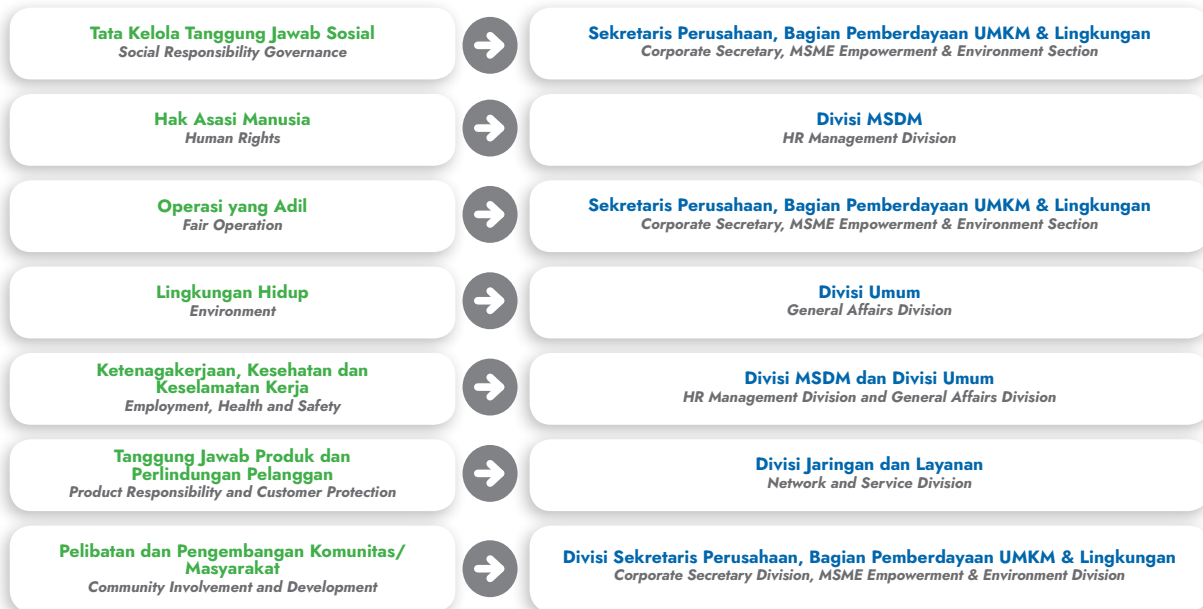 Tata Kelola Tanggung Jawab Sosial
Social Responsibility Governance
Sekretaris Perusahaan, Bagian Pemberdayaan UMKM & Lingkungan
Corporate Secretary, MSME Empowerment & Environment Section
Hak Asasi Manusia
Human Rights
Divisi MSDM
HR Management Division
Operasi yang Adil
Fair Operation
Sekretaris Perusahaan, Bagian Pemberdayaan UMKM & Lingkungan
Corporate Secretary, MSME Empowerment & Environment Section
Lingkungan Hidup
Environment
Divisi Umum
General Affairs Division
Ketenagakerjaan, Kesehatan dan
Keselamatan Kerja
Employment, Health and Safety
Divisi MSDM dan Divisi Umum
HR Management Division and General Affairs Division
Tanggung Jawab Produk dan
Perlindungan Pelanggan
Product Responsibility and Customer Protection
Divisi Jaringan dan Layanan
Network and Service Division
Pelibatan dan Pengembangan Komunitas/
Masyarakat
Community Involvement and Development
Divisi Sekretaris Perusahaan, Bagian Pemberdayaan UMKM & Lingkungan
Corporate Secretary Division, MSME Empowerment & Environment Division